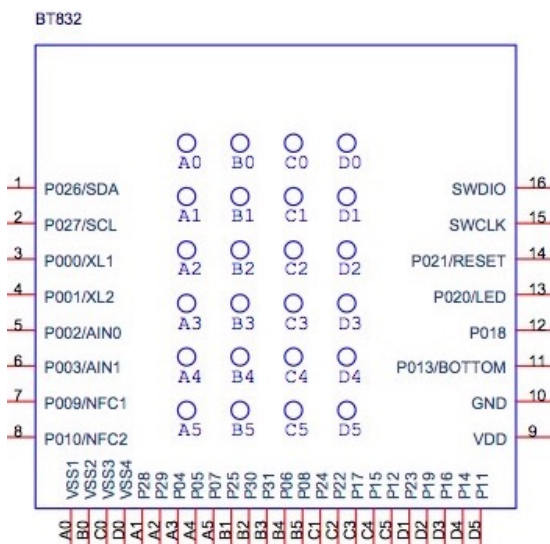 BT832
A0 B0 C0 D0
1 P026/SDA SWDIO 16
A1 B1 C1 D1
2 P027/SCL SWCLK 15
3 P000/XL1 P021/RESET 14
A2 B2 C2 D2
4 P001/XL2 P020/LED 13
A3 B3 C3 D3
5 P002/AIN0 P018 12
6 P003/AIN1 P013/BOTTOM 11
A4 B4 C4 D4
7 P009/NFC1 GND 10
A5 B5 C5 D5
8 P010/NFC2 VDD 9
VSS1 VSS2 VSS3 VSS4 P28 P29 P04 P05 P07 P25 P30 P31 P06 P08 P24 P22 P17 P15 P12 P23 P19 P16 P14 P11
A0 B0 C0 D0 A1 A2 A3 A4 A5 B1 B2 B3 B4 B5 C1 C2 C3 C4 C5 D1 D2 D3 D4 D5